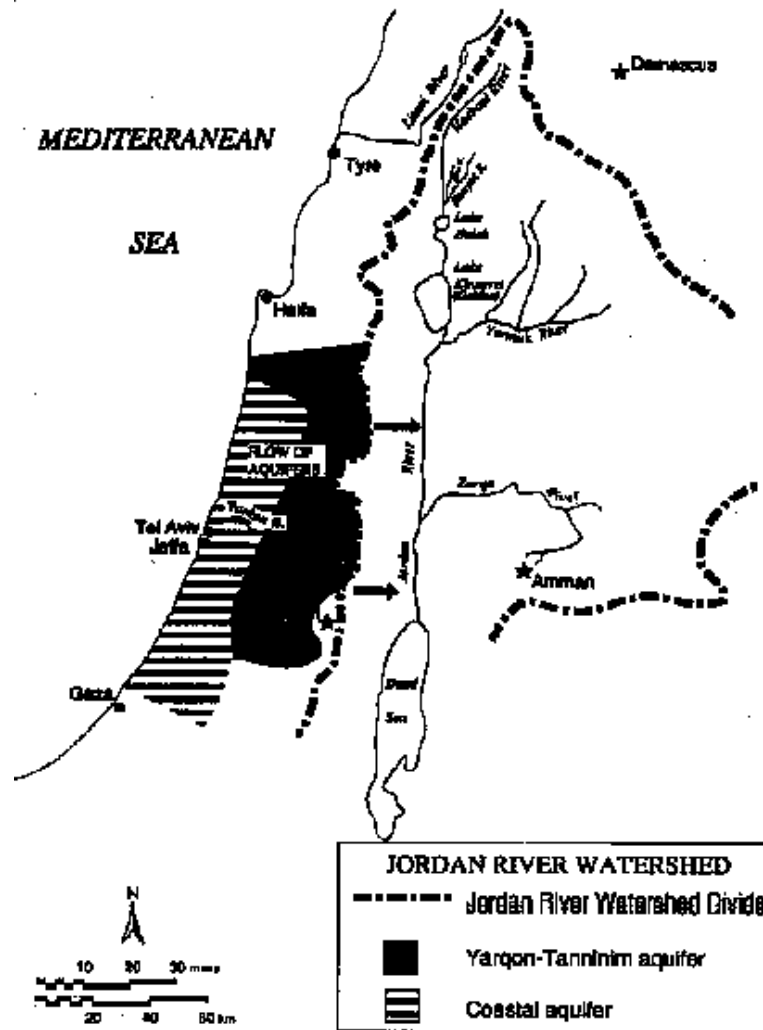 Damascus
MEDITERRANEAN
SEA
River
River
Tyre
Lake
Lake
Haifa
Yarmuk River
FLOW OF
AQUIFERS
River
Jordan
Zarqa
Tel Aviv
Jaffa
Amman
Gaza
Dead
Sea
JORDAN RIVER WATERSHED
Jordan River Watershed Divide
Yarqon-Tanninim aquifer
Coastal aquifer
N
10 20 30 miles
20 40 60 km